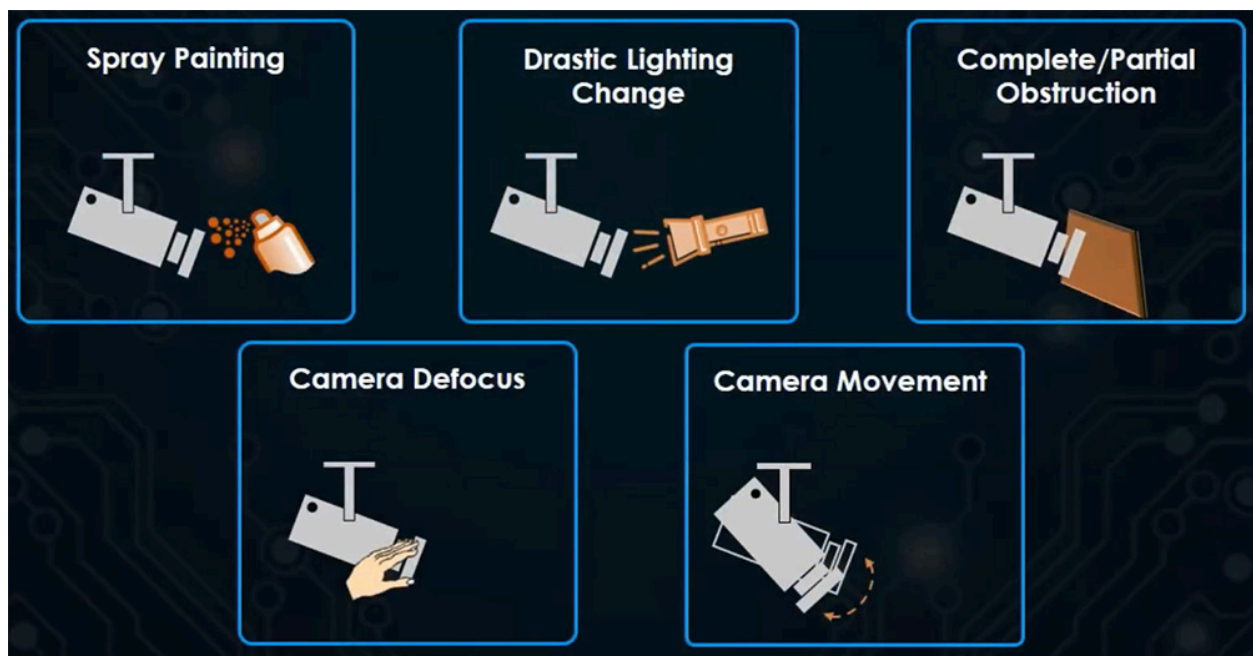 Spray Painting
Drastic Lighting
Change
Complete/Partial
Obstruction
Camera Defocus
Camera Movement